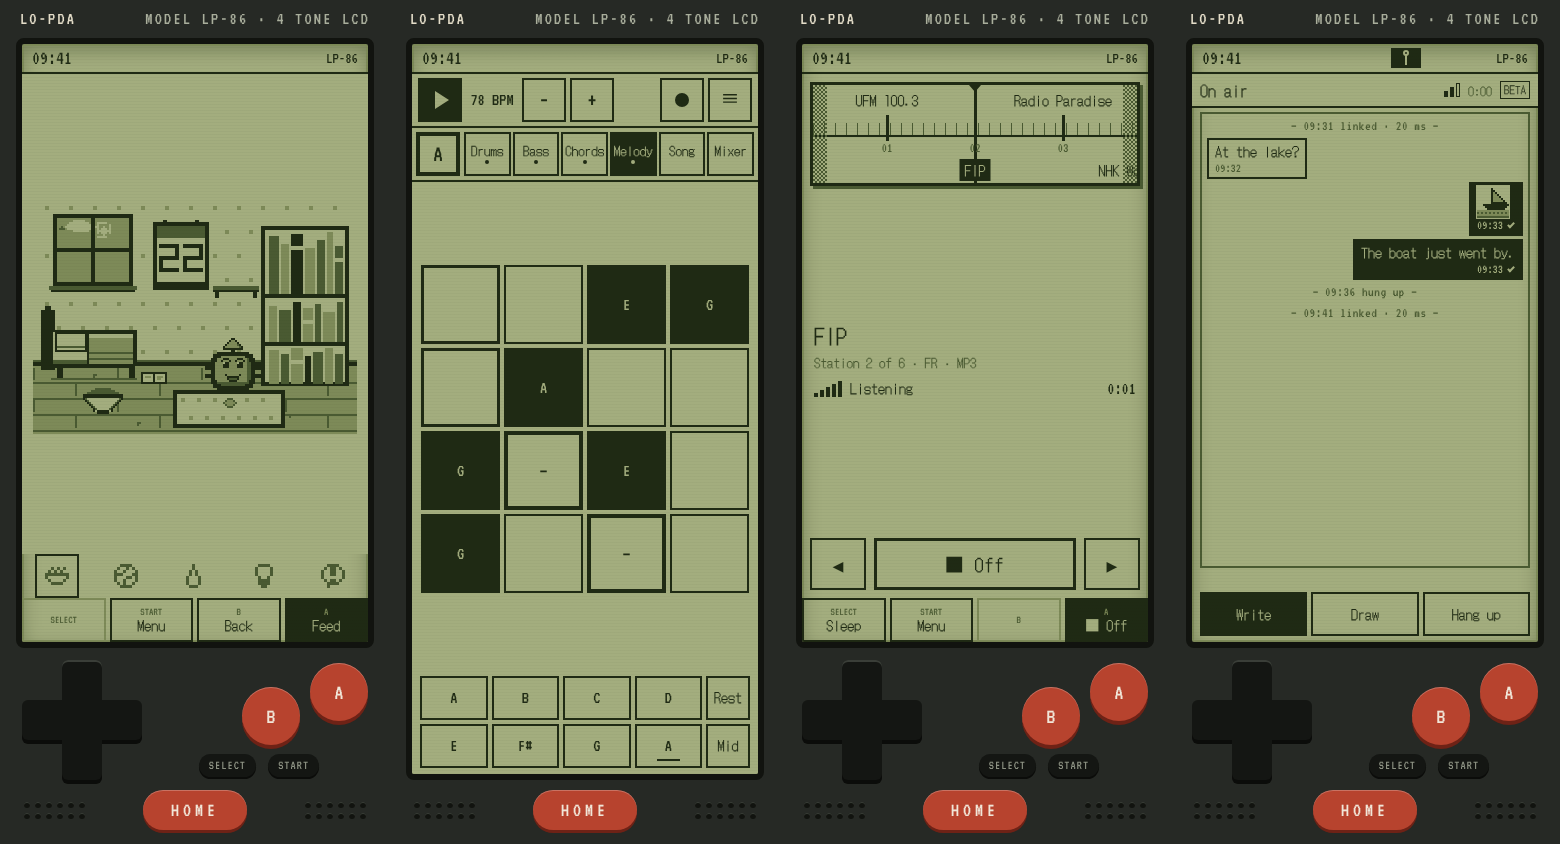 LO-PDA
MODEL LP-86 · 4 TONE LCD
09:41
LP-86
22
SELECT
START
Menu
B
Back
A
Feed
A
B
SELECT
START
HOME
LO-PDA
MODEL LP-86 · 4 TONE LCD
09:41
LP-86
78 BPM
-
+
A
Drums
Bass
Chords
Melody
Song
Mixer
E
G
A
G
-
E
G
-
A
B
C
D
Rest
E
F#
G
A
Mid
HOME
LO-PDA
MODEL LP-86 · 4 TONE LCD
09:41
LP-86
UFM 100.3
Radio Paradise
01
02
03
FIP
NHK
FIP
Station 2 of 6 · FR · MP3
Listening
0:01
Off
SELECT
Sleep
START
Menu
B
A
Off
A
B
SELECT
START
HOME
LO-PDA
MODEL LP-86 · 4 TONE LCD
09:41
LP-86
On air
0:00
BETA
- 09:31 linked · 20 ms -
At the lake?
09:32
09:33
The boat just went by.
09:33
- 09:36 hung up -
- 09:41 linked · 20 ms -
Write
Draw
Hang up
A
B
SELECT
START
HOME